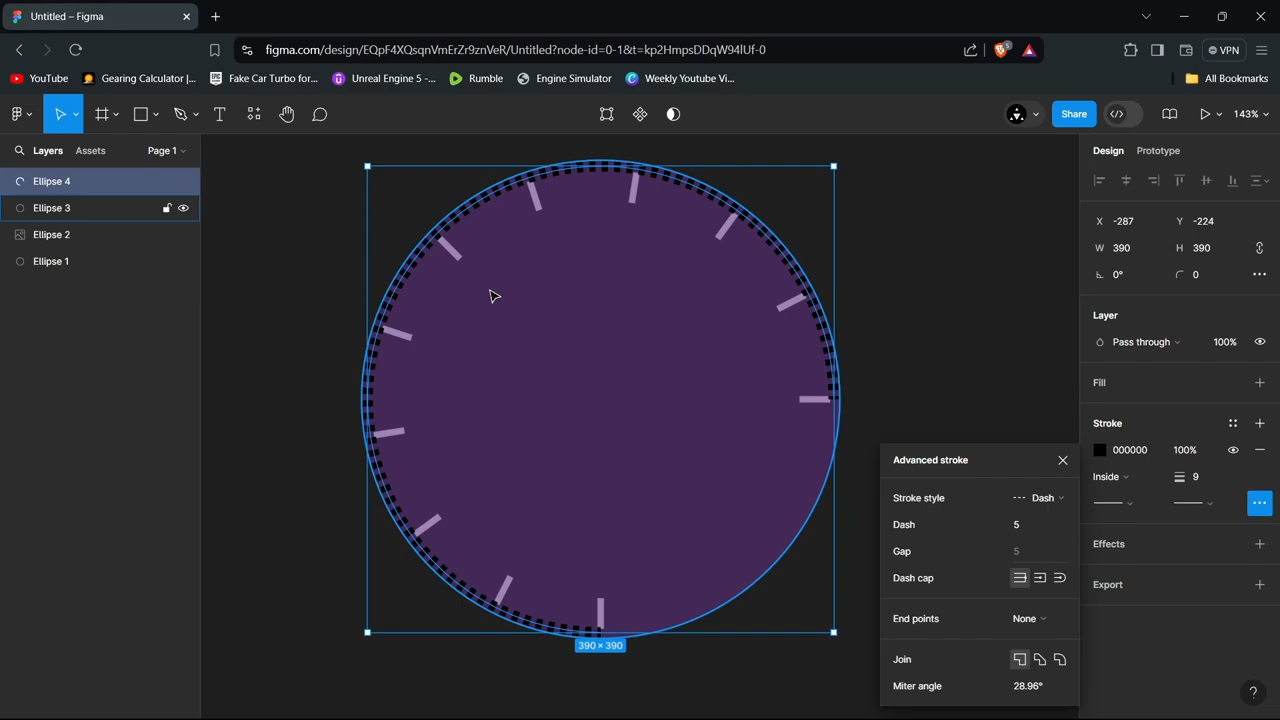 Untitled – Figma
figma.com/design/EQpF4XQsqnVmErZr9znVeR/Untitled?node-id=0-1&t=kp2HmpsDDqW94lUf-0
5
VPN
YouTube
Gearing Calculator |...
Fake Car Turbo for...
Unreal Engine 5 -...
Rumble
Engine Simulator
Weekly Youtube Vi...
All Bookmarks
Share
143%
Layers
Assets
Page 1
Design
Prototype
Ellipse 4
Ellipse 3
Ellipse 2
Ellipse 1
X -287
Y -224
W 390
H 390
0°
0
Layer
Pass through
100%
Fill
Stroke
000000
100%
Inside
9
Effects
Export
Advanced stroke
Stroke style
Dash
Dash
5
Gap
5
Dash cap
End points
None
Join
Miter angle
28.96°
390 × 390
?